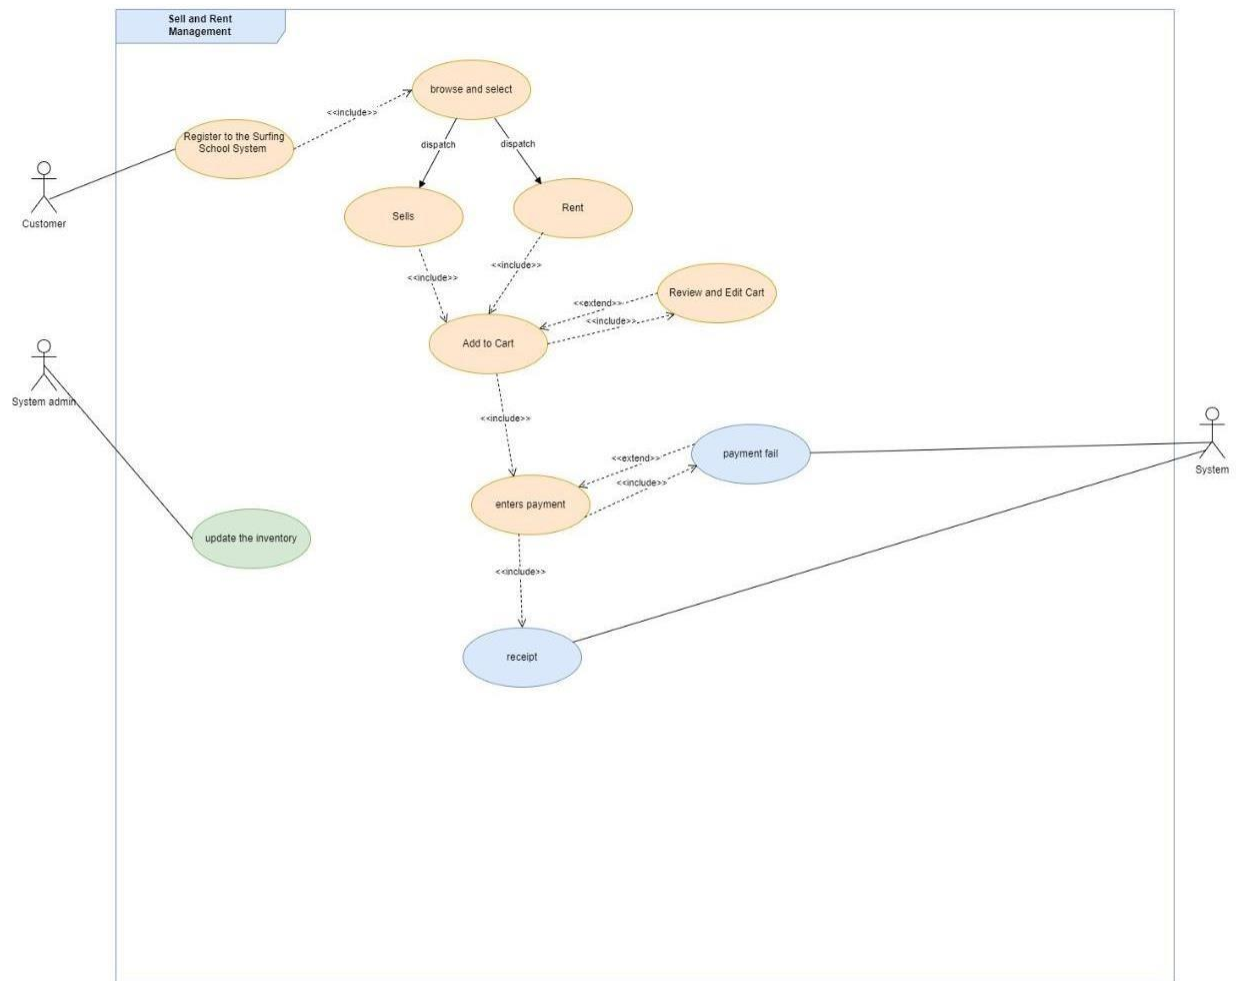 Sell and Rent
Management
browse and select
<<include>>
Register to the Surfing
School System
dispatch
dispatch
Customer
Sells
Rent
<<include>>
<<include>>
Review and Edit Cart
<<extend>>
<<include>>
Add to Cart
System admin
<<include>>
payment fail
<<extend>>
System
<<include>>
enters payment
update the inventory
<<include>>
receipt